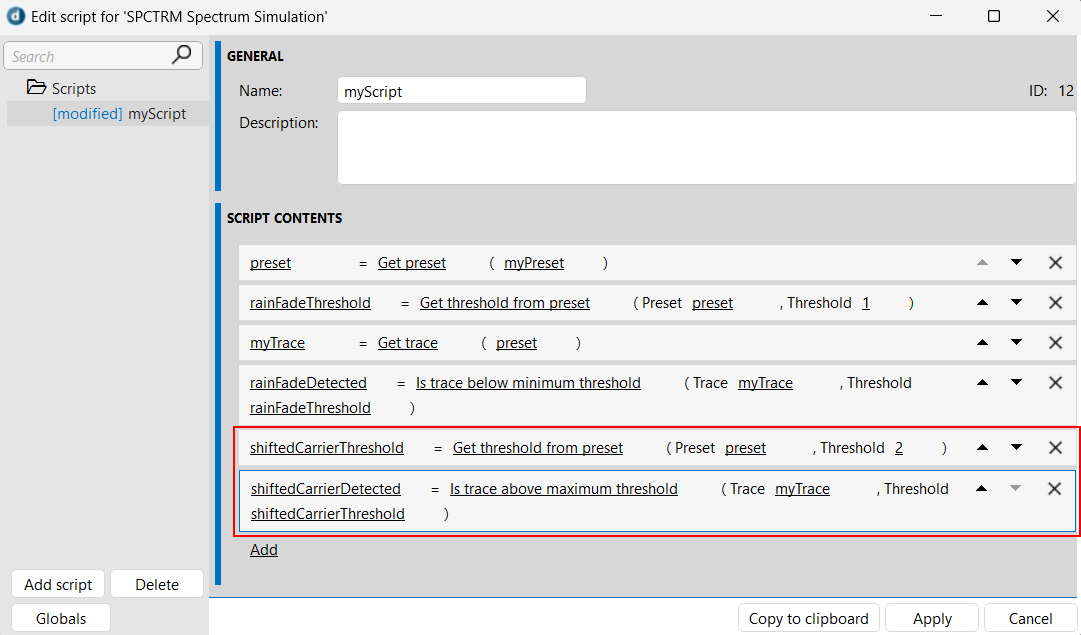 Edit script for 'SPCTRM Spectrum Simulation'
Search
Scripts
[modified] myScript
Add script
Delete
Globals
GENERAL
Name: myScript ID: 12
Description:
SCRIPT CONTENTS
preset = Get preset ( myPreset )
rainFadeThreshold = Get threshold from preset ( Preset preset , Threshold 1 )
myTrace = Get trace ( preset )
rainFadeDetected = Is trace below minimum threshold ( Trace myTrace , Threshold
rainFadeThreshold )
shiftedCarrierThreshold = Get threshold from preset ( Preset preset , Threshold 2 )
shiftedCarrierDetected = Is trace above maximum threshold ( Trace myTrace , Threshold
shiftedCarrierThreshold )
Add
Copy to clipboard
Apply
Cancel